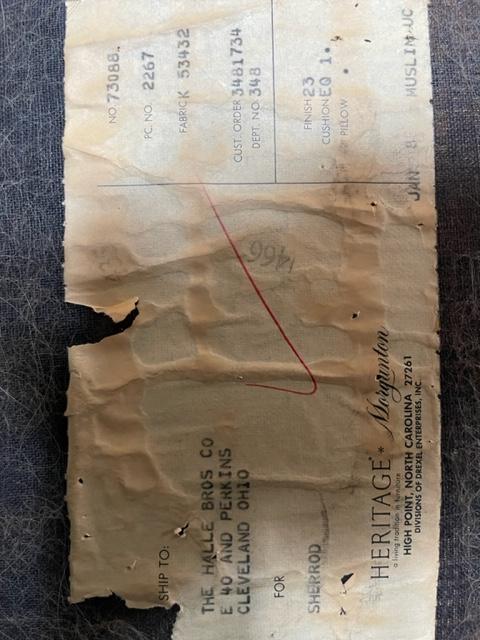 SHIP TO:
THE HALLE BROS CO
E 40 AND PERKINS
CLEVELAND OHIO
FOR
SHERROD
NO 73088
PC. NO. 2267
FABRICK 53432
CUST. ORDER 3481734
DEPT. NO. 348
FINISH 23
CUSHION EQ 1.
PILLOW
1466
HERITAGE* Morganton
a living tradition in furniture
HIGH POINT, NORTH CAROLINA 27261
DIVISIONS OF DREXEL ENTERPRISES, INC.
JAN 8 MUSLIN-UC